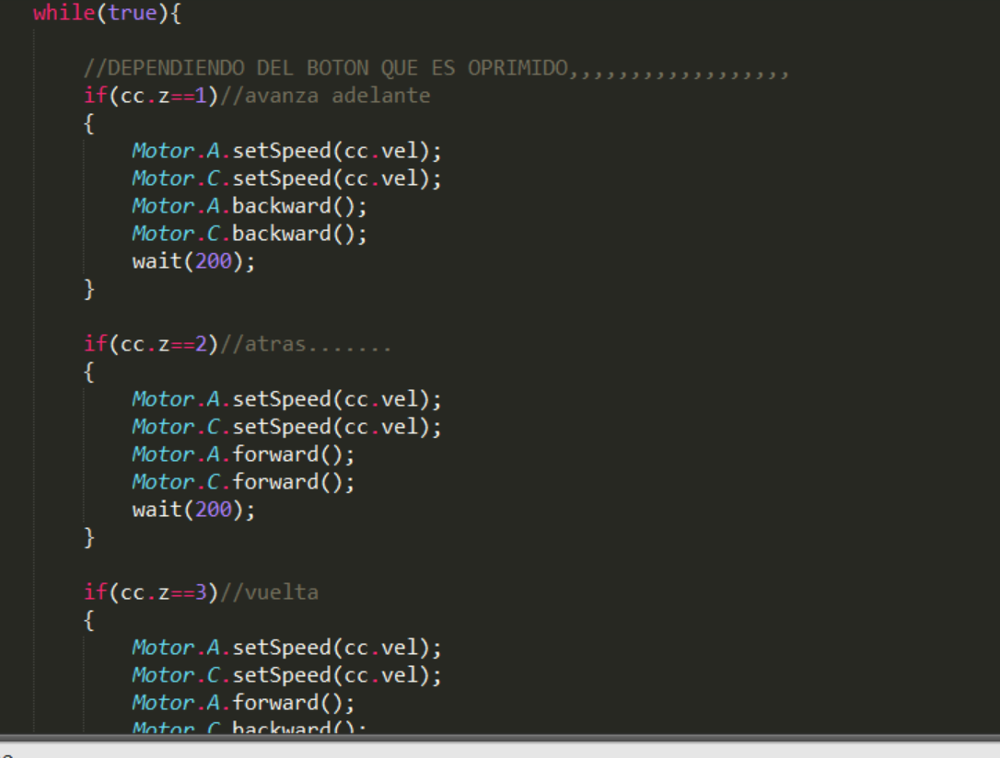 while(true){
//DEPENDIENDO DEL BOTON QUE ES OPRIMIDO,,,,,,,,,,,,,,,,,,
if(cc.z==1)//avanza adelante
{
Motor.A.setSpeed(cc.vel);
Motor.C.setSpeed(cc.vel);
Motor.A.backward();
Motor.C.backward();
wait(200);
}
if(cc.z==2)//atras.......
{
Motor.A.setSpeed(cc.vel);
Motor.C.setSpeed(cc.vel);
Motor.A.forward();
Motor.C.forward();
wait(200);
}
if(cc.z==3)//vuelta
{
Motor.A.setSpeed(cc.vel);
Motor.C.setSpeed(cc.vel);
Motor.A.forward();
Motor.C.backward();